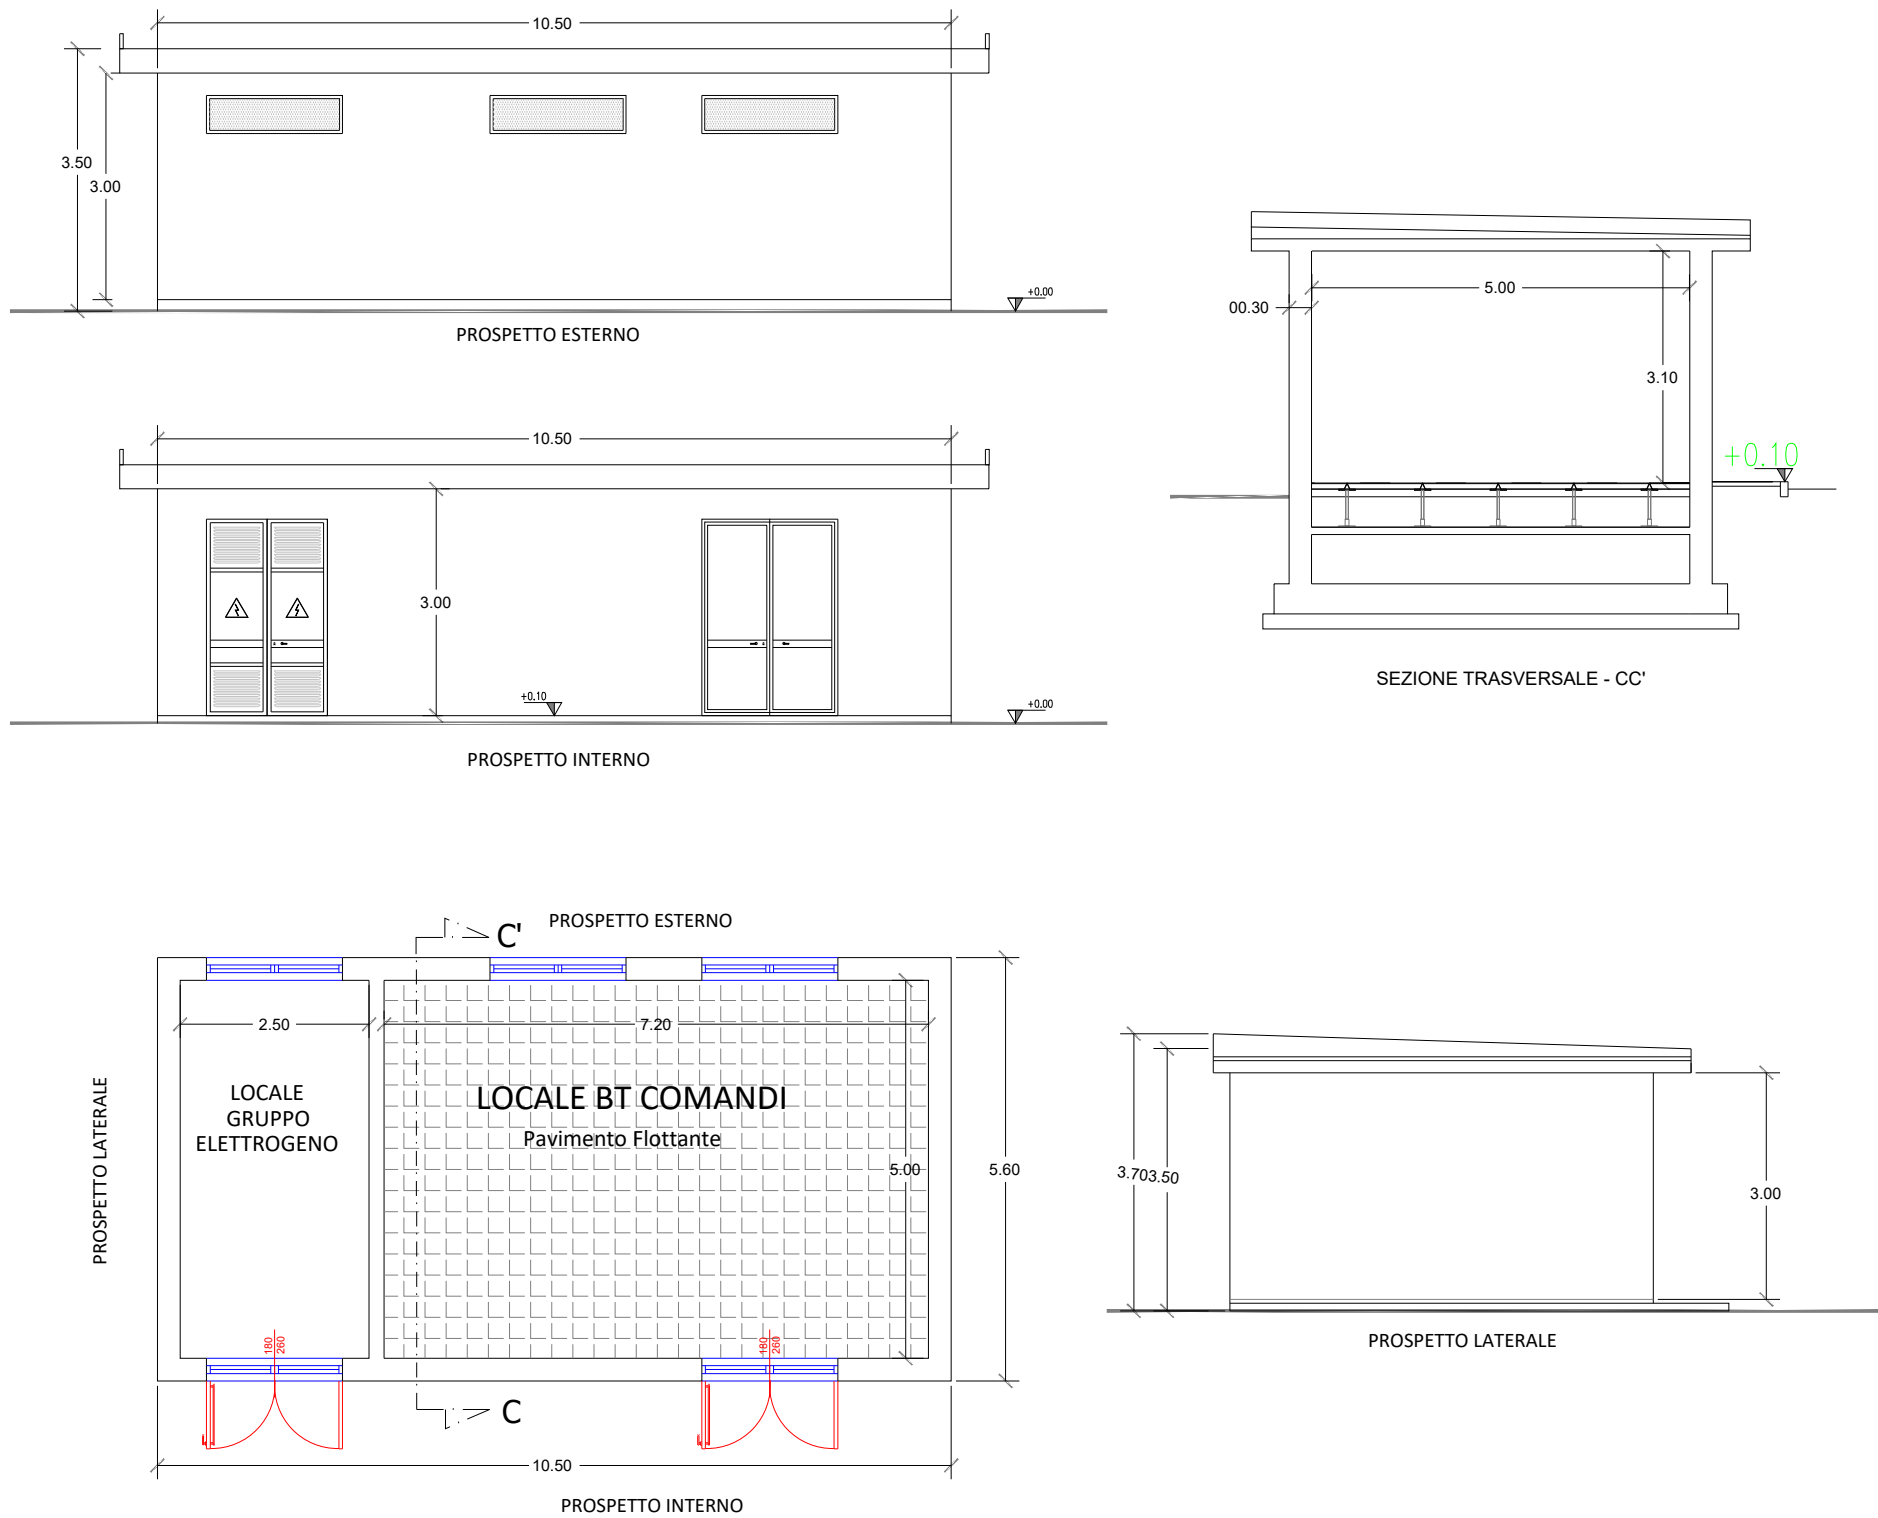 10.50
3.50
3.00
+0.00
PROSPETTO ESTERNO
10.50
3.00
+0.10
+0.00
PROSPETTO INTERNO
5.00
00.30
3.10
+0.10
SEZIONE TRASVERSALE - CC'
PROSPETTO ESTERNO
C'
2.50
7.20
LOCALE
GRUPPO
ELETTROGENO
LOCALE BT COMANDI
Pavimento Flottante
5.00
5.60
PROSPETTO LATERALE
180
260
180
260
C
10.50
PROSPETTO INTERNO
3.70
3.50
3.00
PROSPETTO LATERALE